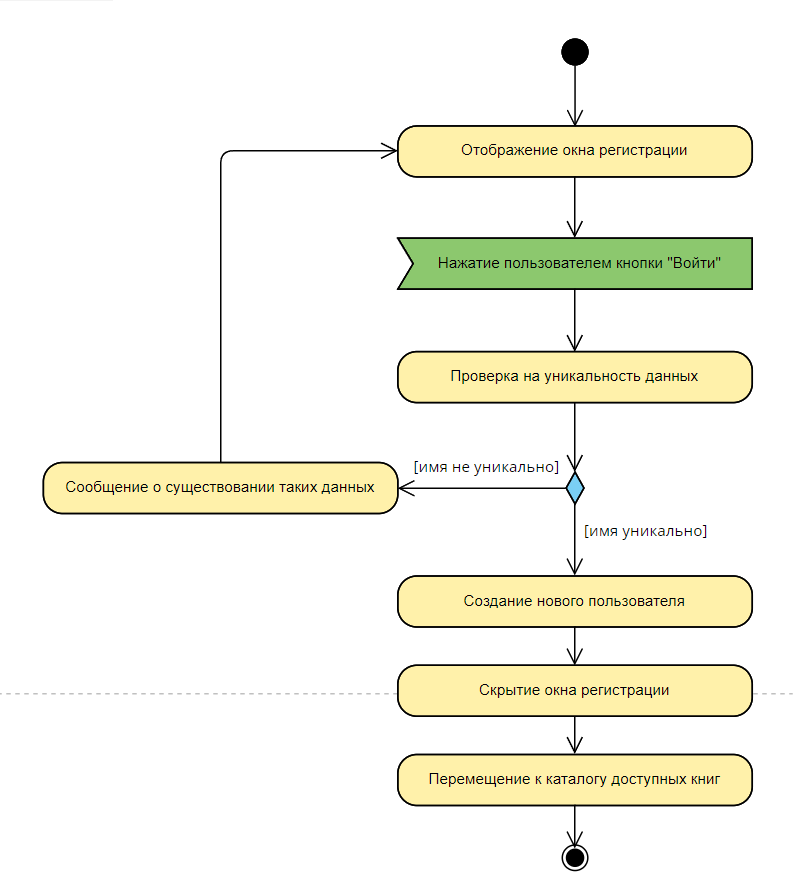 Отображение окна регистрации
Нажатие пользователем кнопки "Войти"
Проверка на уникальность данных
[имя не уникально]
Сообщение о существовании таких данных
[имя уникально]
Создание нового пользователя
Скрытие окна регистрации
Перемещение к каталогу доступных книг